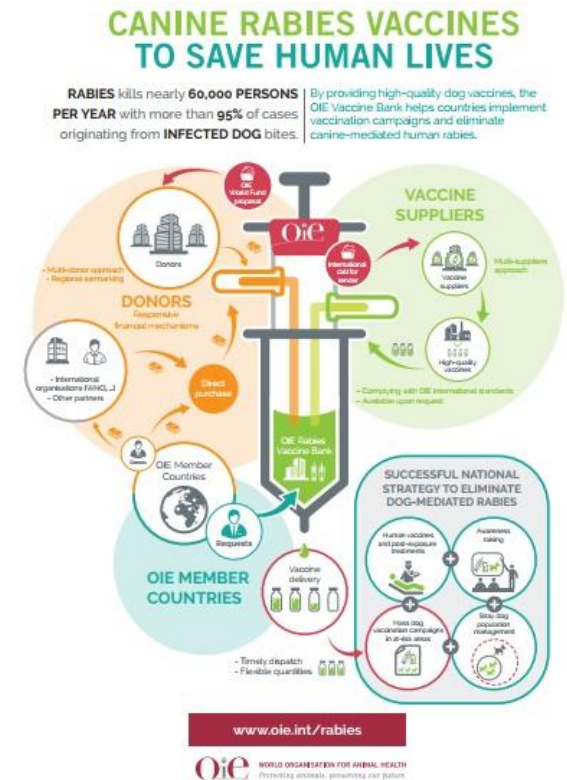 CANINE RABIES VACCINES
TO SAVE HUMAN LIVES
RABIES kills nearly 60,000 PERSONS
PER YEAR with more than 95% of cases
originating from INFECTED DOG bites.
By providing high-quality dog vaccines, the
OIE Vaccine Bank helps countries implement
vaccination campaigns and eliminate
canine-mediated human rabies.
OIE
World Fund
proposal
Donors
- Multi-donor approach
- Regional earmarking
DONORS
Responsive
financial mechanisms
- International
organisations (WHO,...)
- Other partners
Direct
purchase
Donors
OIE Member
Countries
Requests
OIE MEMBER
COUNTRIES
Oie
International
call for
tender
VACCINE
SUPPLIERS
Vaccine
suppliers
Multi-suppliers
approach
High-quality
vaccines
- Complying with OIE International standards
- Available upon request
OIE Rabies
Vaccine Bank
Vaccine
delivery
- Timely dispatch
- Flexible quantities
SUCCESSFUL NATIONAL
STRATEGY TO ELIMINATE
DOG-MEDIATED RABIES
Human vaccines
and post-exposure
treatments
Awareness
raising
Mass dog
vaccination campaigns
in at-risk areas
Stray dog
population
management
www.oie.int/rabies
Oie
WORLD ORGANISATION FOR ANIMAL HEALTH
Protecting animals, preserving our future